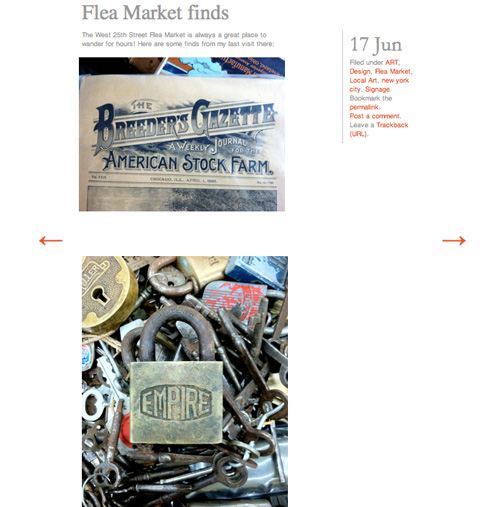 Flea Market finds
The West 25th Street Flea Market is always a great place to
wander for hours! Here are some finds from my last visit there:
17 Jun
Filed under ART,
Design, Flea Market,
Local Art, new york
city, Signage.
Bookmark the
permalink.
Post a comment.
Leave a Trackback
(URL).
THE
BREEDER'S GAZETTE
A WEEKLY JOURNAL
FOR THE
AMERICAN STOCK FARM.
CHICAGO, ILL., APRIL
EMPIRE